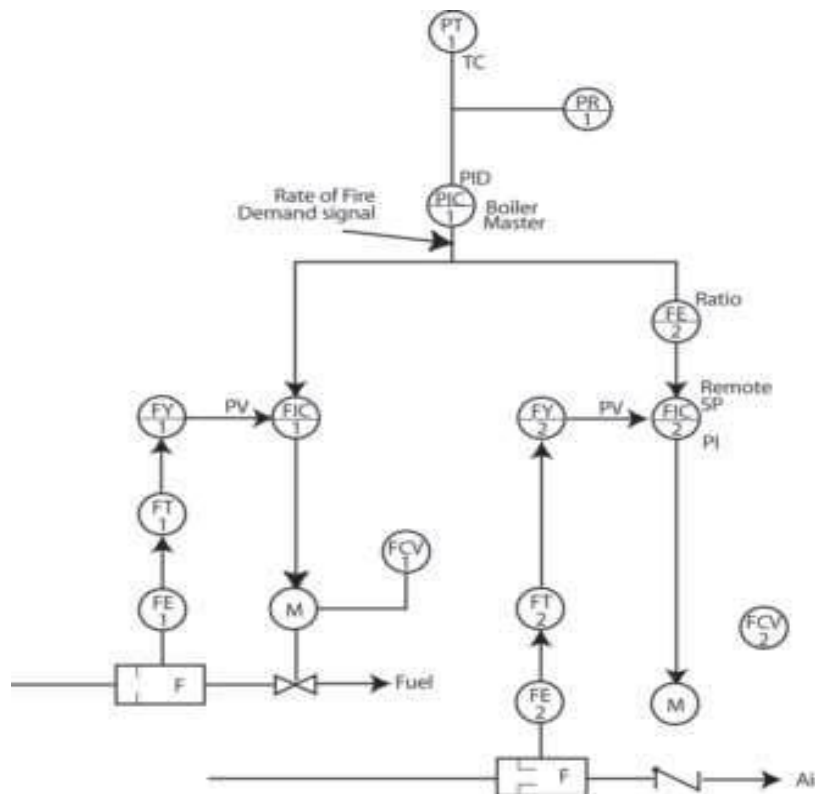 PT
1
TC
PR
1
PID
PIC
1
Boiler
Master
Rate of Fire
Demand signal
Ratio
FE
2
Remote
SP
FY
1
PV
FIC
1
FY
2
PV
FIC
2
PI
FT
1
FCV
1
FE
1
M
FT
2
FCV
2
F
Fuel
FE
2
M
F
Ai